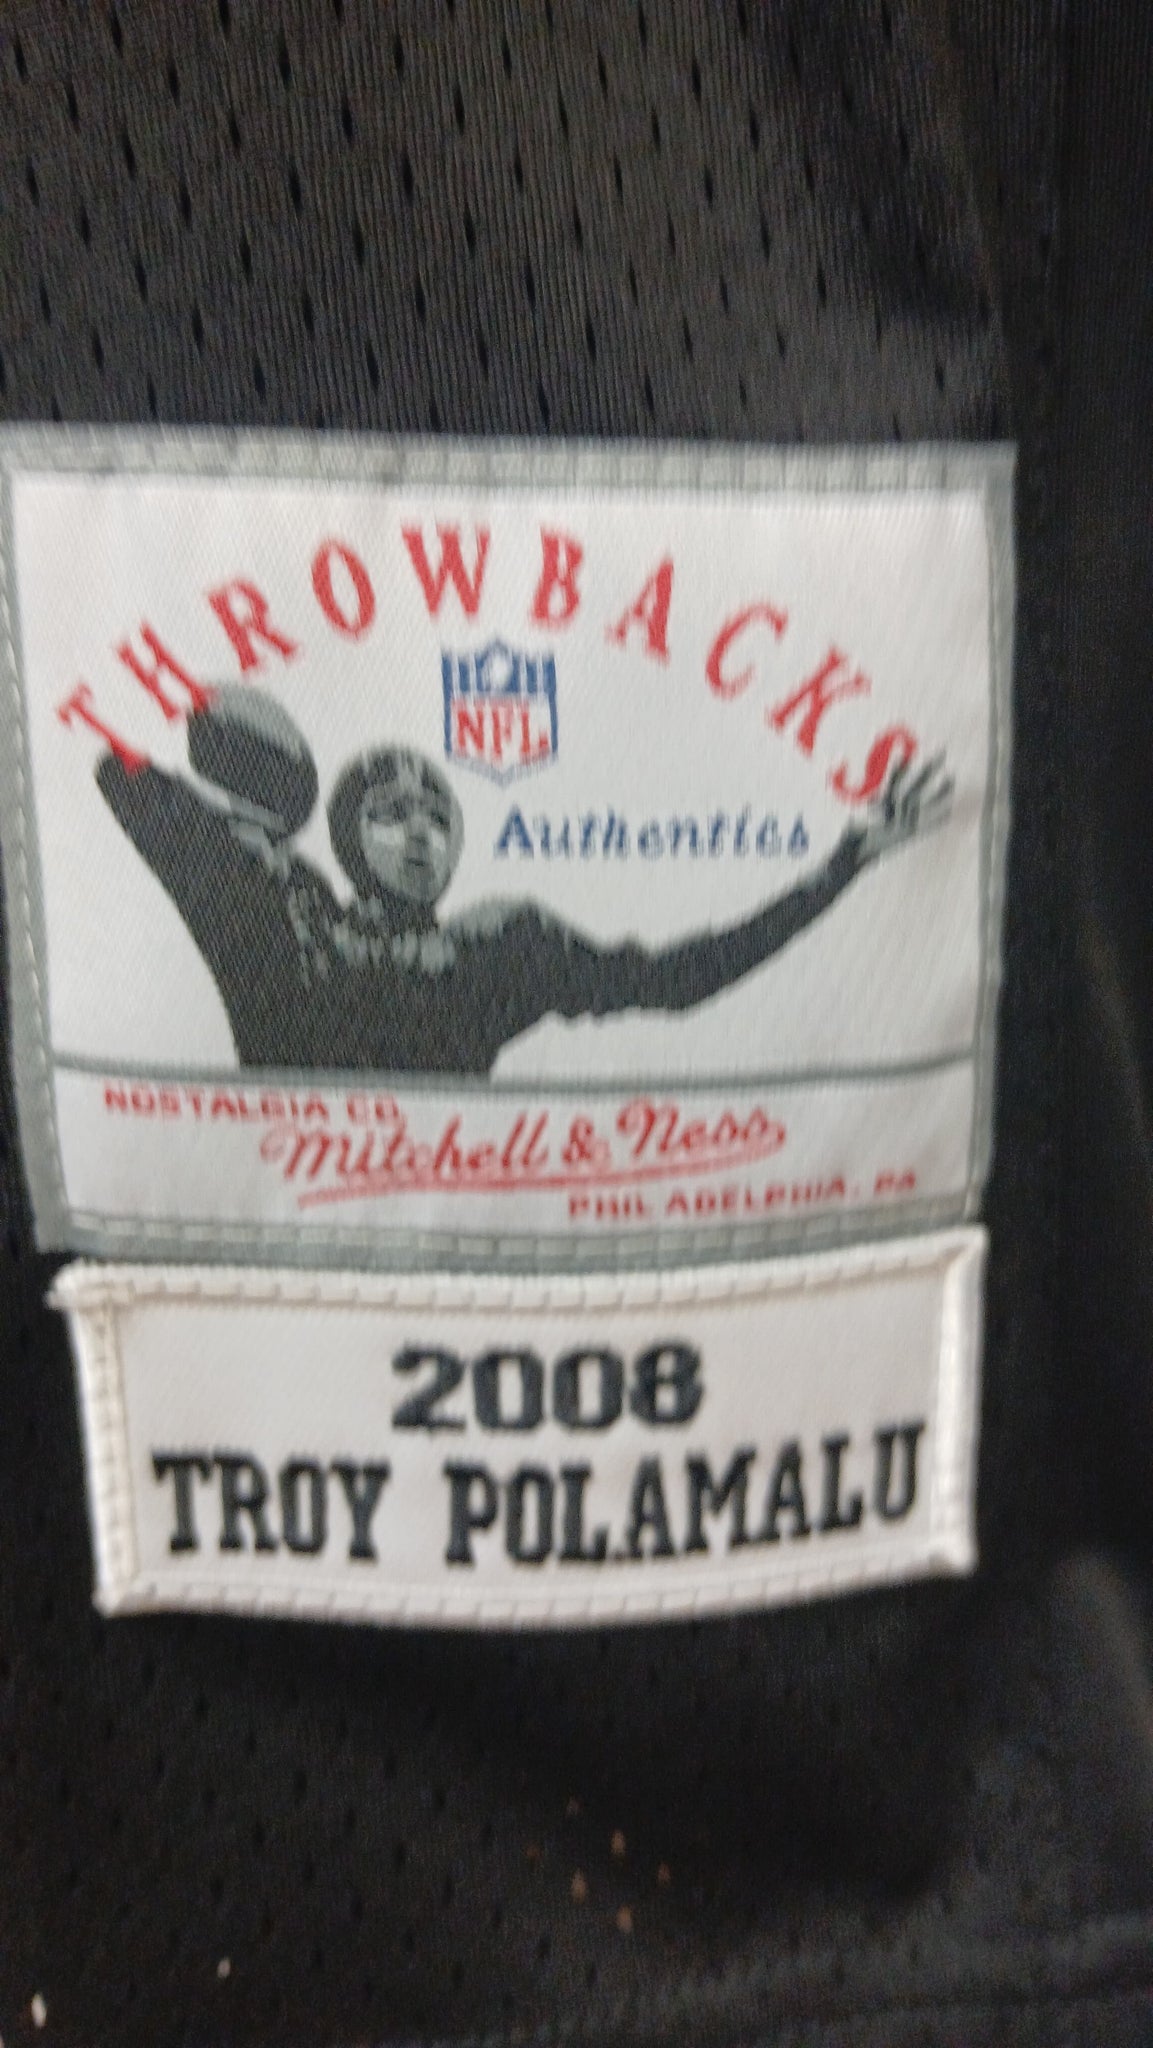 THROWBACKS
NFL
Authentics
NOSTALGIA CO.
Mitchell & Ness
PHILADELPHIA. PA
2008
TROY POLAMALU